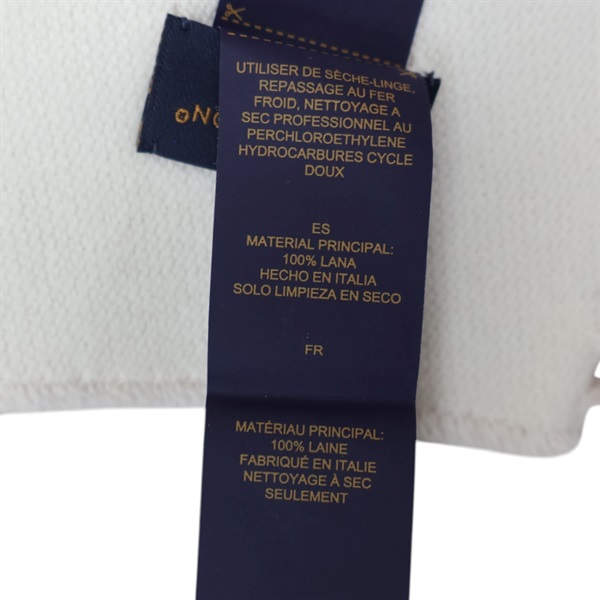 UTILISER DE SÈCHE-LINGE,
REPASSAGE AU FER
FROID, NETTOYAGE A
SEC PROFESSIONNEL AU
PERCHLOROETHYLENE
HYDROCARBURES CYCLE
DOUX
ES
MATERIAL PRINCIPAL:
100% LANA
HECHO EN ITALIA
SOLO LIMPIEZA EN SECO
FR
MATÉRIAU PRINCIPAL:
100% LAINE
FABRIQUÉ EN ITALIE
NETTOYAGE À SEC
SEULEMENT